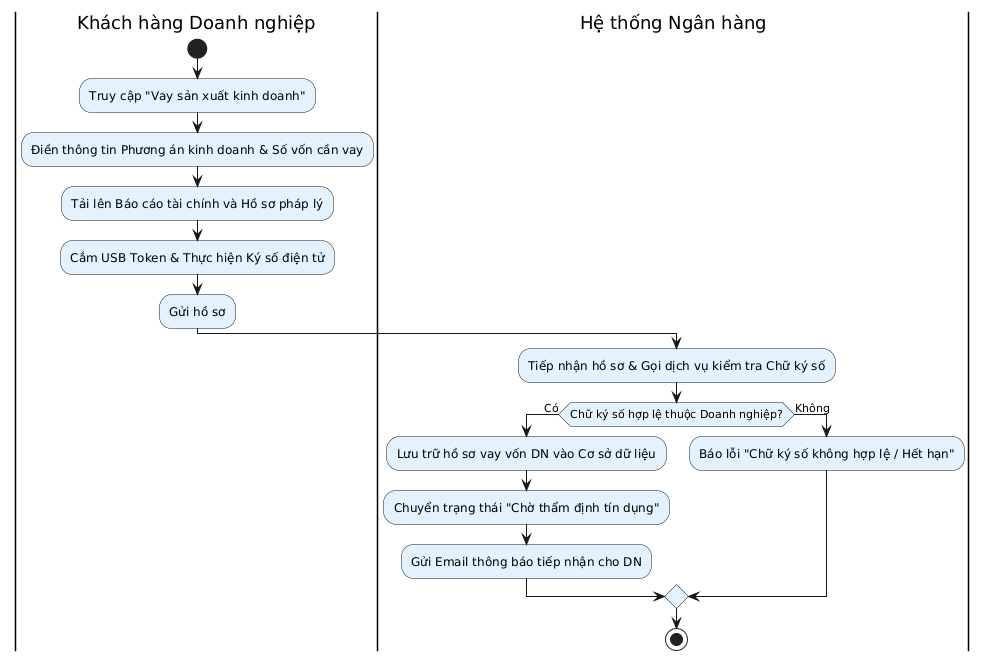 Khách hàng Doanh nghiệp
Hệ thống Ngân hàng
Truy cập "Vay sản xuất kinh doanh"
Điền thông tin Phương án kinh doanh & Số vốn cần vay
Tải lên Báo cáo tài chính và Hồ sơ pháp lý
Cắm USB Token & Thực hiện Ký số điện tử
Gửi hồ sơ
Tiếp nhận hồ sơ & Gọi dịch vụ kiểm tra Chữ ký số
Chữ ký số hợp lệ thuộc Doanh nghiệp?
Có
Không
Lưu trữ hồ sơ vay vốn DN vào Cơ sở dữ liệu
Báo lỗi "Chữ ký số không hợp lệ / Hết hạn"
Chuyển trạng thái "Chờ thẩm định tín dụng"
Gửi Email thông báo tiếp nhận cho DN